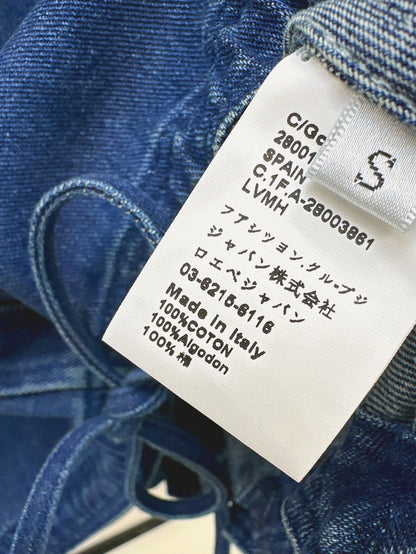 C/Go
28001
SPAIN
C.I.F.A-28003861
LVMH
ファッション.グループジ
ジャパン株式会社
ロエベジャパン
03-6215-6116
Made in Italy
100%COTON
100%Algodon
100% 綿
S